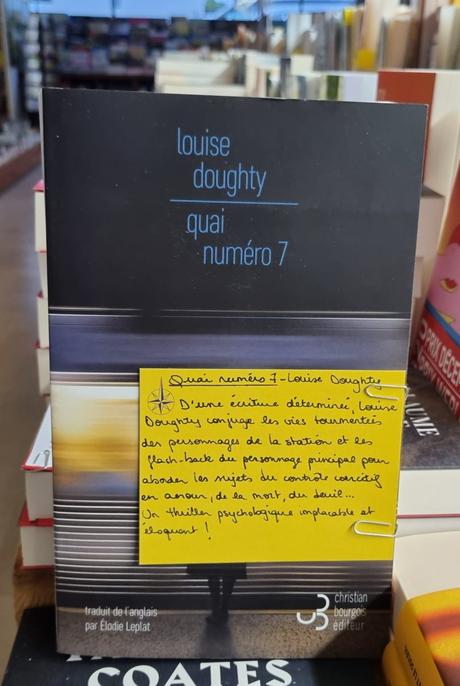 louise
doughty
quai
numéro 7
Quai numéro 7 - Louise Doughty
D'une écriture déterminée, Louise
Doughty conjugue les vies tourmentées
des personnages de la station et les
flash-back du personnage principal pour
aborder les sujets du contrôle coercitif
en amour, de la mort, du deuil...
Un thriller psychologique implacable et
éloquant !
traduit de l'anglais
par Élodie Leplat
christian
bourgois
éditeur
COATES